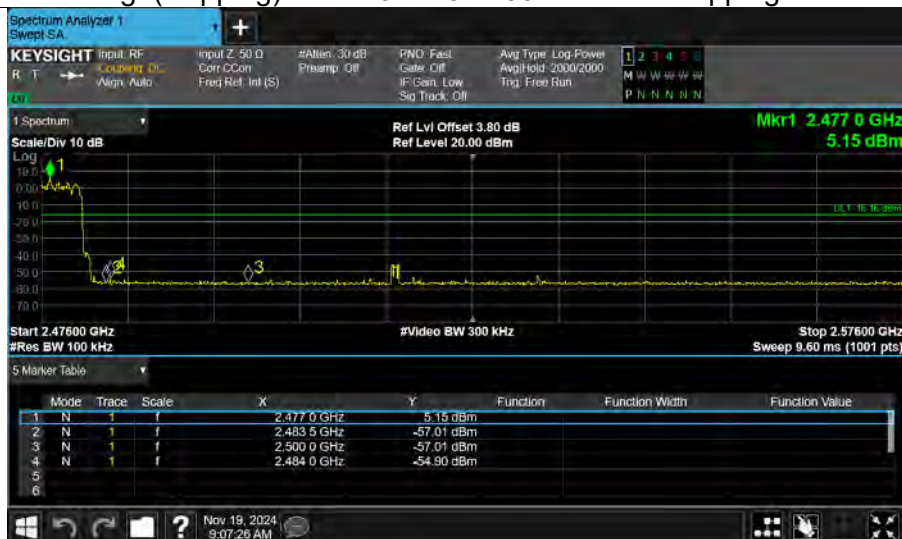 Spectrum Analyzer 1
Swept SA
+
KEYSIGHT Input: RF Input Z: 50 Ω #Atten: 30 dB PNO: Fast Avg Type: Log-Power 1 2 3 4 5 6
R T Coupling: DC Corr CCorr Preamp: Off Gate: Off Avg|Hold: 2000/2000 M W W W W W
Align: Auto Freq Ref: Int (S) IF Gain: Low Trig: Free Run
Sig Track: Off P N N N N N
1 Spectrum Ref Lvl Offset 3.80 dB Mkr1 2.477 0 GHz
Scale/Div 10 dB Ref Level 20.00 dBm 5.15 dBm
Log
10.0 1
0.00
-10.0
-20.0
-30.0
-40.0
-50.0 3
-60.0
-70.0
Start 2.47600 GHz #Video BW 300 kHz Stop 2.57600 GHz
#Res BW 100 kHz Sweep 9.60 ms (1001 pts)
5 Marker Table
Mode Trace Scale X Y Function Function Width Function Value
1 N 1 f 2.477 0 GHz 5.15 dBm
2 N 1 f 2.483 5 GHz -57.01 dBm
3 N 1 f 2.500 0 GHz -57.01 dBm
4 N 1 f 2.484 0 GHz -54.90 dBm
5
6
? Nov 19, 2024
9:07:26 AM